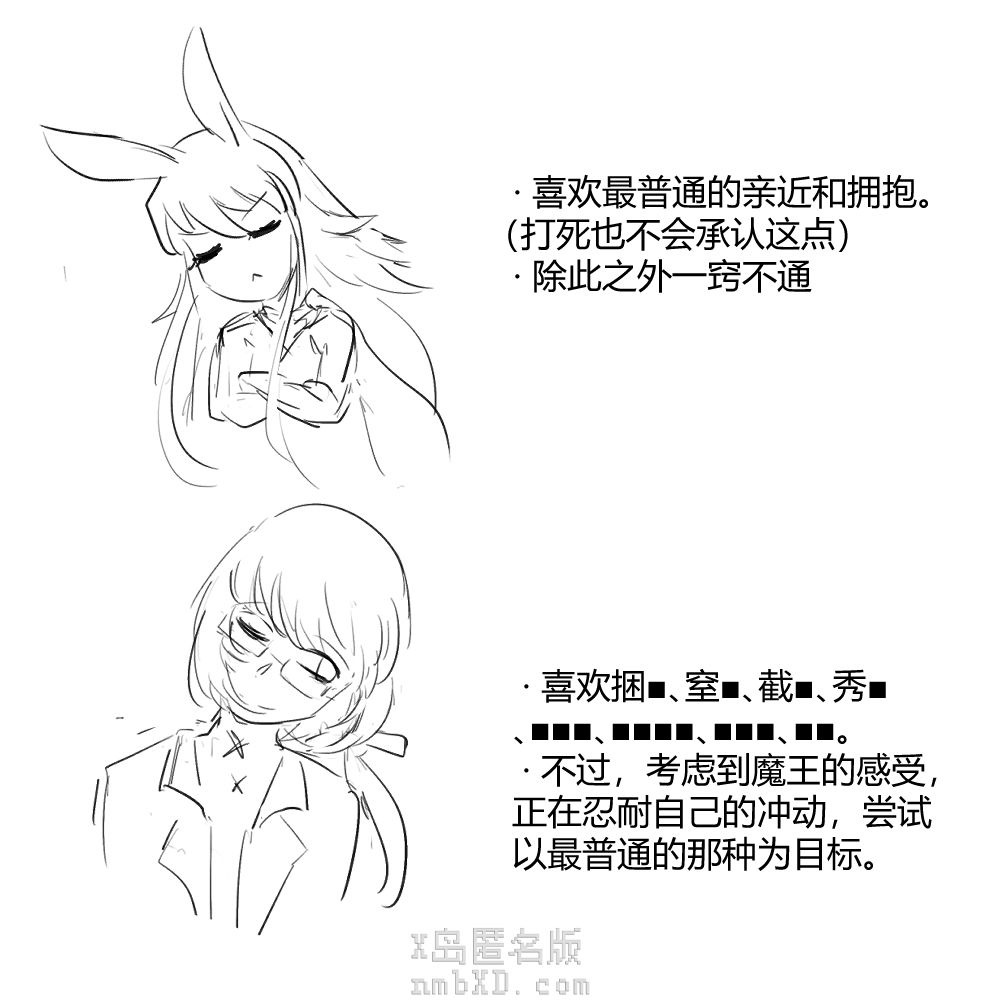 · 喜欢最普通的亲近和拥抱。
（打死也不会承认这点）
· 除此之外一窍不通
· 喜欢捆■、窒■、截■、秀■
、■■■、■■■■、■■■、■■。
· 不过，考虑到魔王的感受，
正在忍耐自己的冲动，尝试
以最普通的那种为目标。
X岛匿名版
nmbXD.com